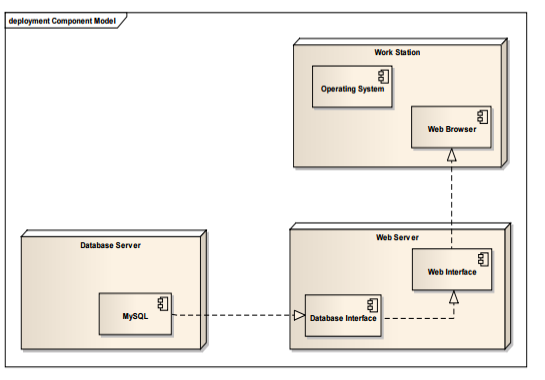 deployment Component Model
Work Station
Operating System
Web Browser
Database Server
MySQL
Web Server
Web Interface
Database Interface